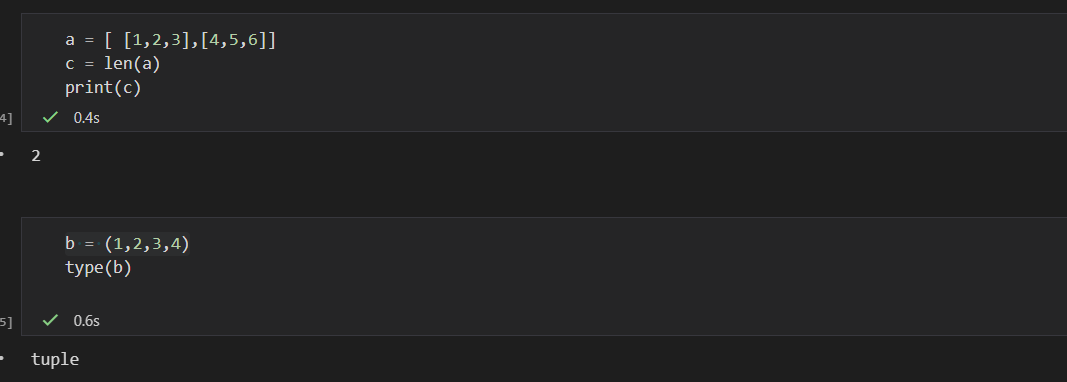 a = [ [1,2,3],[4,5,6]]
c = len(a)
print(c)
4] ✓ 0.4s
2
b = (1,2,3,4)
type(b)
5] ✓ 0.6s
tuple